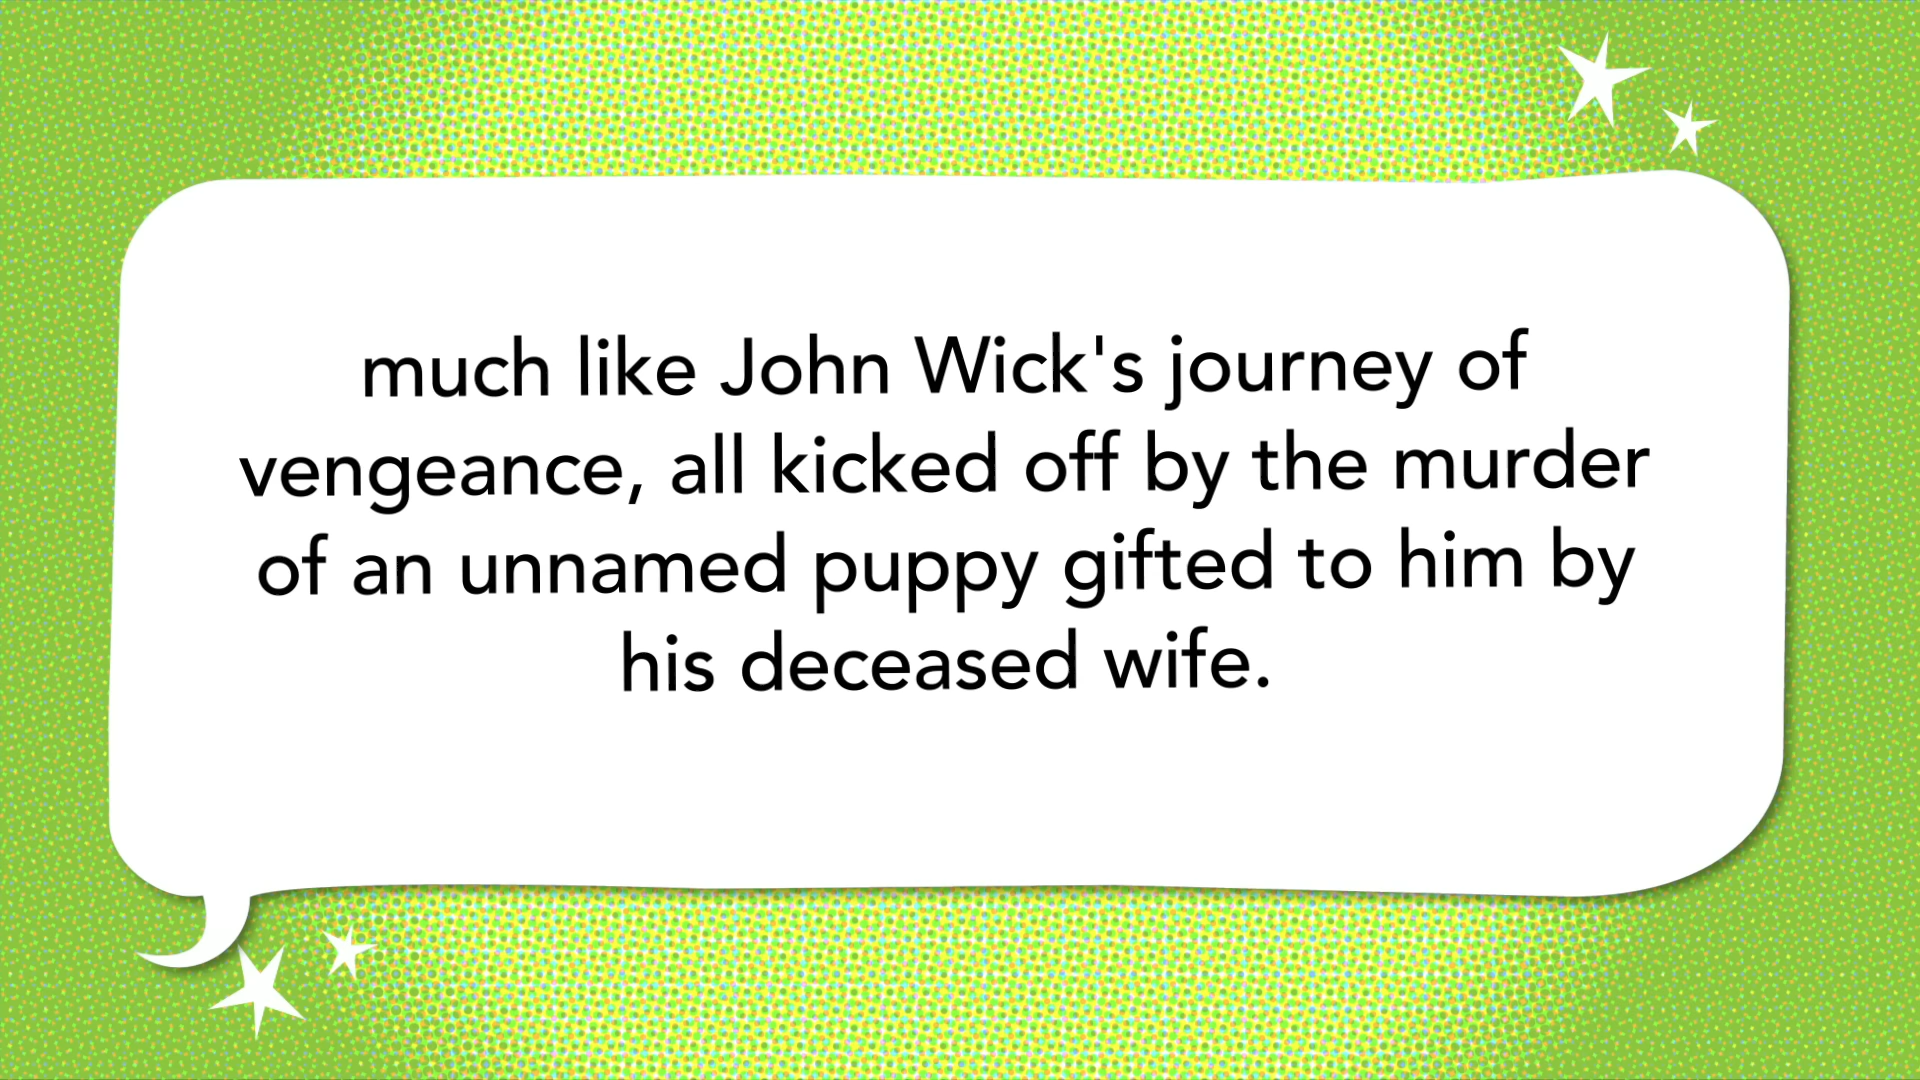 much like John Wick's journey of
vengeance, all kicked off by the murder
of an unnamed puppy gifted to him by
his deceased wife.